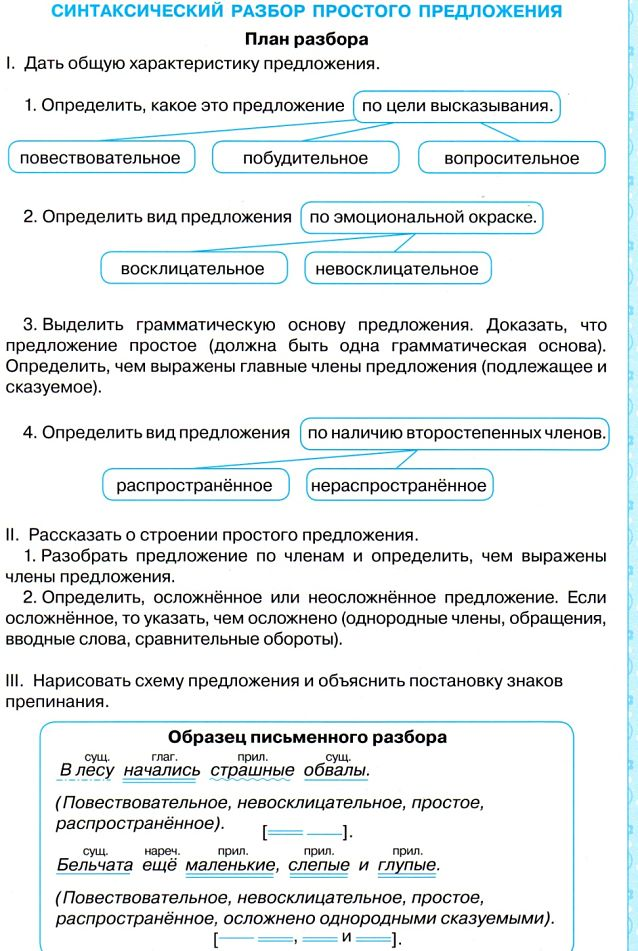 СИНТАКСИЧЕСКИЙ РАЗБОР ПРОСТОГО ПРЕДЛОЖЕНИЯ
План разбора
I. Дать общую характеристику предложения.
1. Определить, какое это предложение по цели высказывания.
повествовательное побудительное вопросительное
2. Определить вид предложения по эмоциональной окраске.
восклицательное невосклицательное
3. Выделить грамматическую основу предложения. Доказать, что
предложение простое (должна быть одна грамматическая основа).
Определить, чем выражены главные члены предложения (подлежащее и
сказуемое).
4. Определить вид предложения по наличию второстепенных членов.
распространённое нераспространённое
II. Рассказать о строении простого предложения.
1. Разобрать предложение по членам и определить, чем выражены
члены предложения.
2. Определить, осложнённое или неосложнённое предложение. Если
осложнённое, то указать, чем осложнено (однородные члены, обращения,
вводные слова, сравнительные обороты).
III. Нарисовать схему предложения и объяснить постановку знаков
препинания.
Образец письменного разбора
сущ. глаг. прил. сущ.
В лесу начались страшные обвалы.
(Повествовательное, невосклицательное, простое,
распространённое). [ ].
сущ. нареч. прил. прил. прил.
Бельчата ещё маленькие, слепые и глупые.
(Повествовательное, невосклицательное, простое,
распространённое, осложнено однородными сказуемыми).
[ , и ].